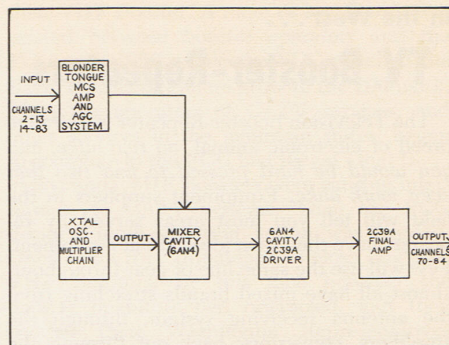 BLONDER
TONGUE
MCS
AMP
AND
AGC
SYSTEM
INPUT
CHANNELS
2-13
14-83
XTAL
OSC.
AND
MULTIPLIER
CHAIN
OUTPUT
MIXER
CAVITY
(6AN4)
6AN4
CAVITY
2C39A
DRIVER
2C39A
FINAL
AMP
OUTPUT
CHANNELS
70-84